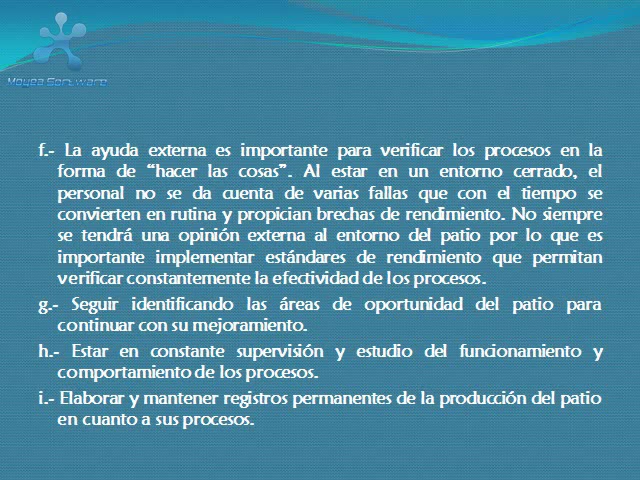 Moyea Software
f.- La ayuda externa es importante para verificar los procesos en la
forma de “hacer las cosas”. Al estar en un entorno cerrado, el
personal no se da cuenta de varias fallas que con el tiempo se
convierten en rutina y propician brechas de rendimiento. No siempre
se tendrá una opinión externa al entorno del patio por lo que es
importante implementar estándares de rendimiento que permitan
verificar constantemente la efectividad de los procesos.
g.- Seguir identificando las áreas de oportunidad del patio para
continuar con su mejoramiento.
h.- Estar en constante supervisión y estudio del funcionamiento y
comportamiento de los procesos.
i.- Elaborar y mantener registros permanentes de la producción del patio
en cuanto a sus procesos.